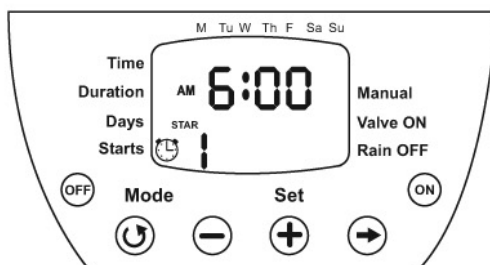 M Tu W Th F Sa Su
Time
Duration
Days
Starts
AM 6:00
STAR
1
Manual
Valve ON
Rain OFF
OFF
Mode
Set
ON